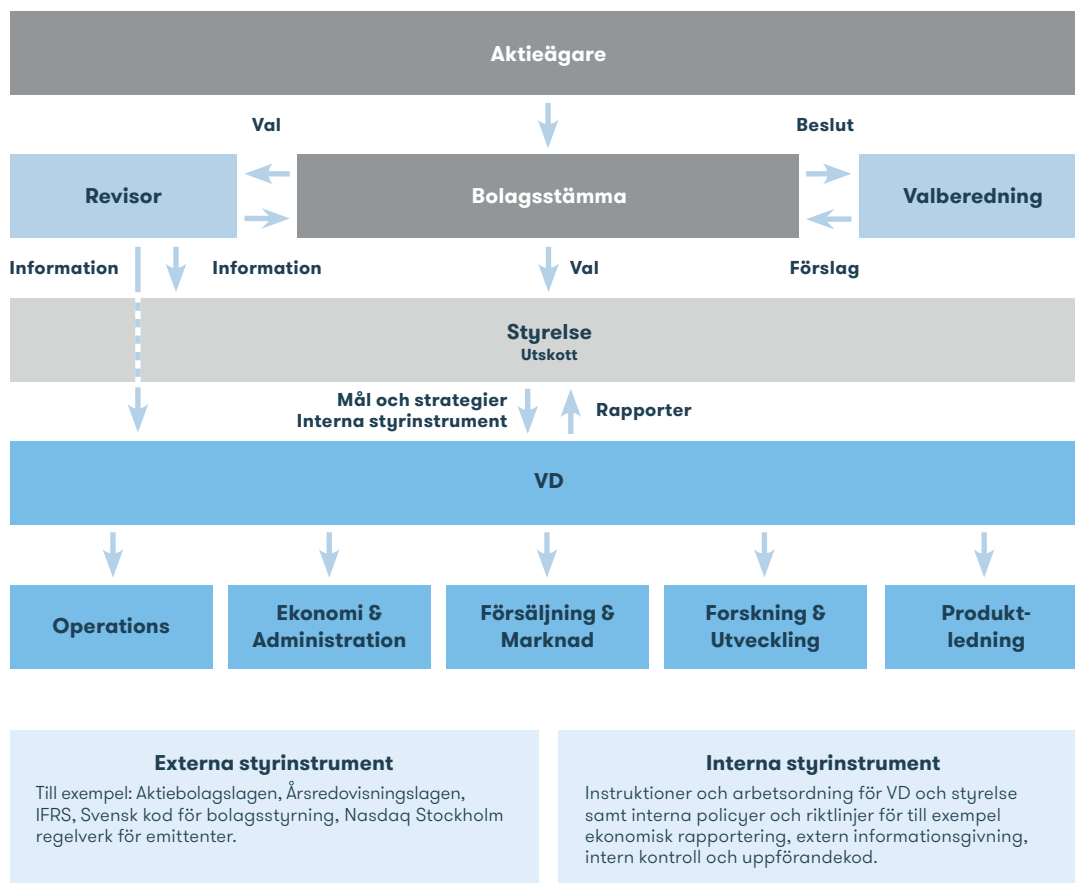 Aktieägare
Val
Beslut
Revisor
Bolagsstämma
Valberedning
Information
Information
Val
Förslag
Styrelse
Utskott
Mål och strategier
Interna styrinstrument
Rapporter
VD
Operations
Ekonomi &
Administration
Försäljning &
Marknad
Forskning &
Utveckling
Produkt-
ledning
Externa styrinstrument
Till exempel: Aktiebolagslagen, Årsredovisningslagen,
IFRS, Svensk kod för bolagsstyrning, Nasdaq Stockholm
regelverk för emittenter.
Interna styrinstrument
Instruktioner och arbetsordning för VD och styrelse
samt interna policyer och riktlinjer för till exempel
ekonomisk rapportering, extern informationsgivning,
intern kontroll och uppförandekod.